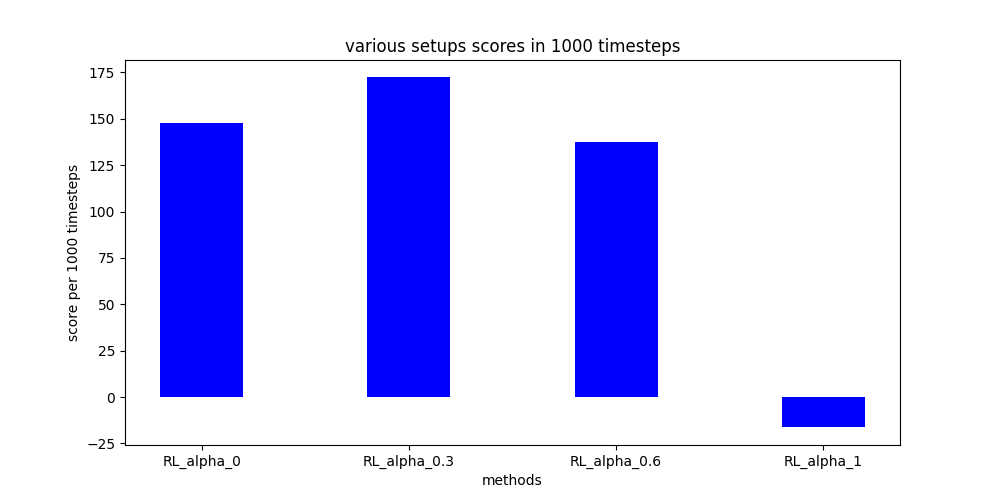 various setups scores in 1000 timesteps
score per 1000 timesteps
175
150
125
100
75
50
25
0
−25
RL_alpha_0 RL_alpha_0.3 RL_alpha_0.6 RL_alpha_1
methods